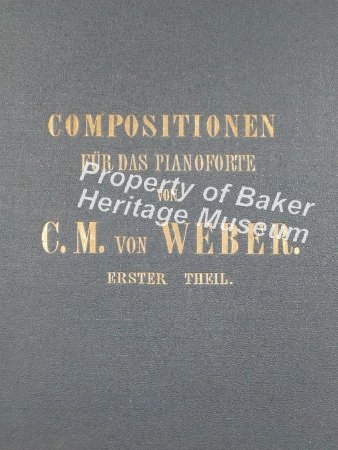 COMPOSITIONEN
FÜR DAS PIANOFORTE
VON
C. M. VON WEBER.
ERSTER THEIL.
Property of Baker
Heritage Museum